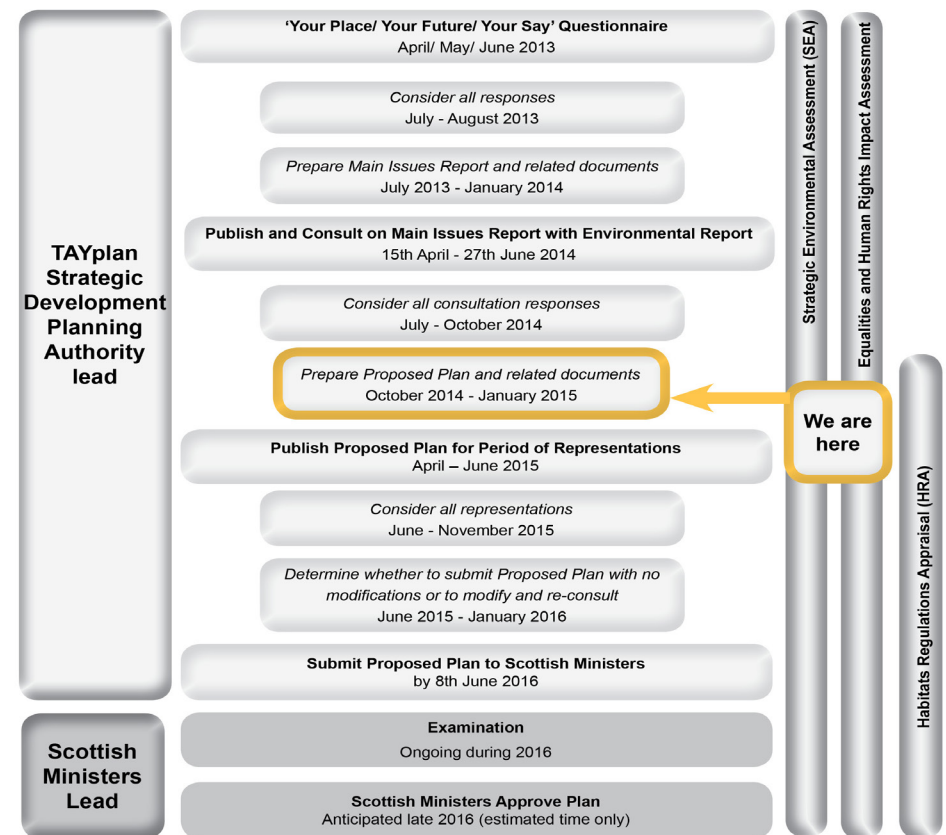 ‘Your Place/ Your Future/ Your Say’ Questionnaire
April/ May/ June 2013
Consider all responses
July - August 2013
Prepare Main Issues Report and related documents
July 2013 - January 2014
Publish and Consult on Main Issues Report with Environmental Report
15th April - 27th June 2014
Consider all consultation responses
July - October 2014
Prepare Proposed Plan and related documents
October 2014 - January 2015
Publish Proposed Plan for Period of Representations
April – June 2015
Consider all representations
June - November 2015
Determine whether to submit Proposed Plan with no
modifications or to modify and re-consult
June 2015 - January 2016
Submit Proposed Plan to Scottish Ministers
by 8th June 2016
Examination
Ongoing during 2016
Scottish Ministers Approve Plan
Anticipated late 2016 (estimated time only)
TAYplan
Strategic
Development
Planning
Authority
lead
Scottish
Ministers
Lead
We are
here
Strategic Environmental Assessment (SEA)
Equalities and Human Rights Impact Assessment
Habitats Regulations Appraisal (HRA)